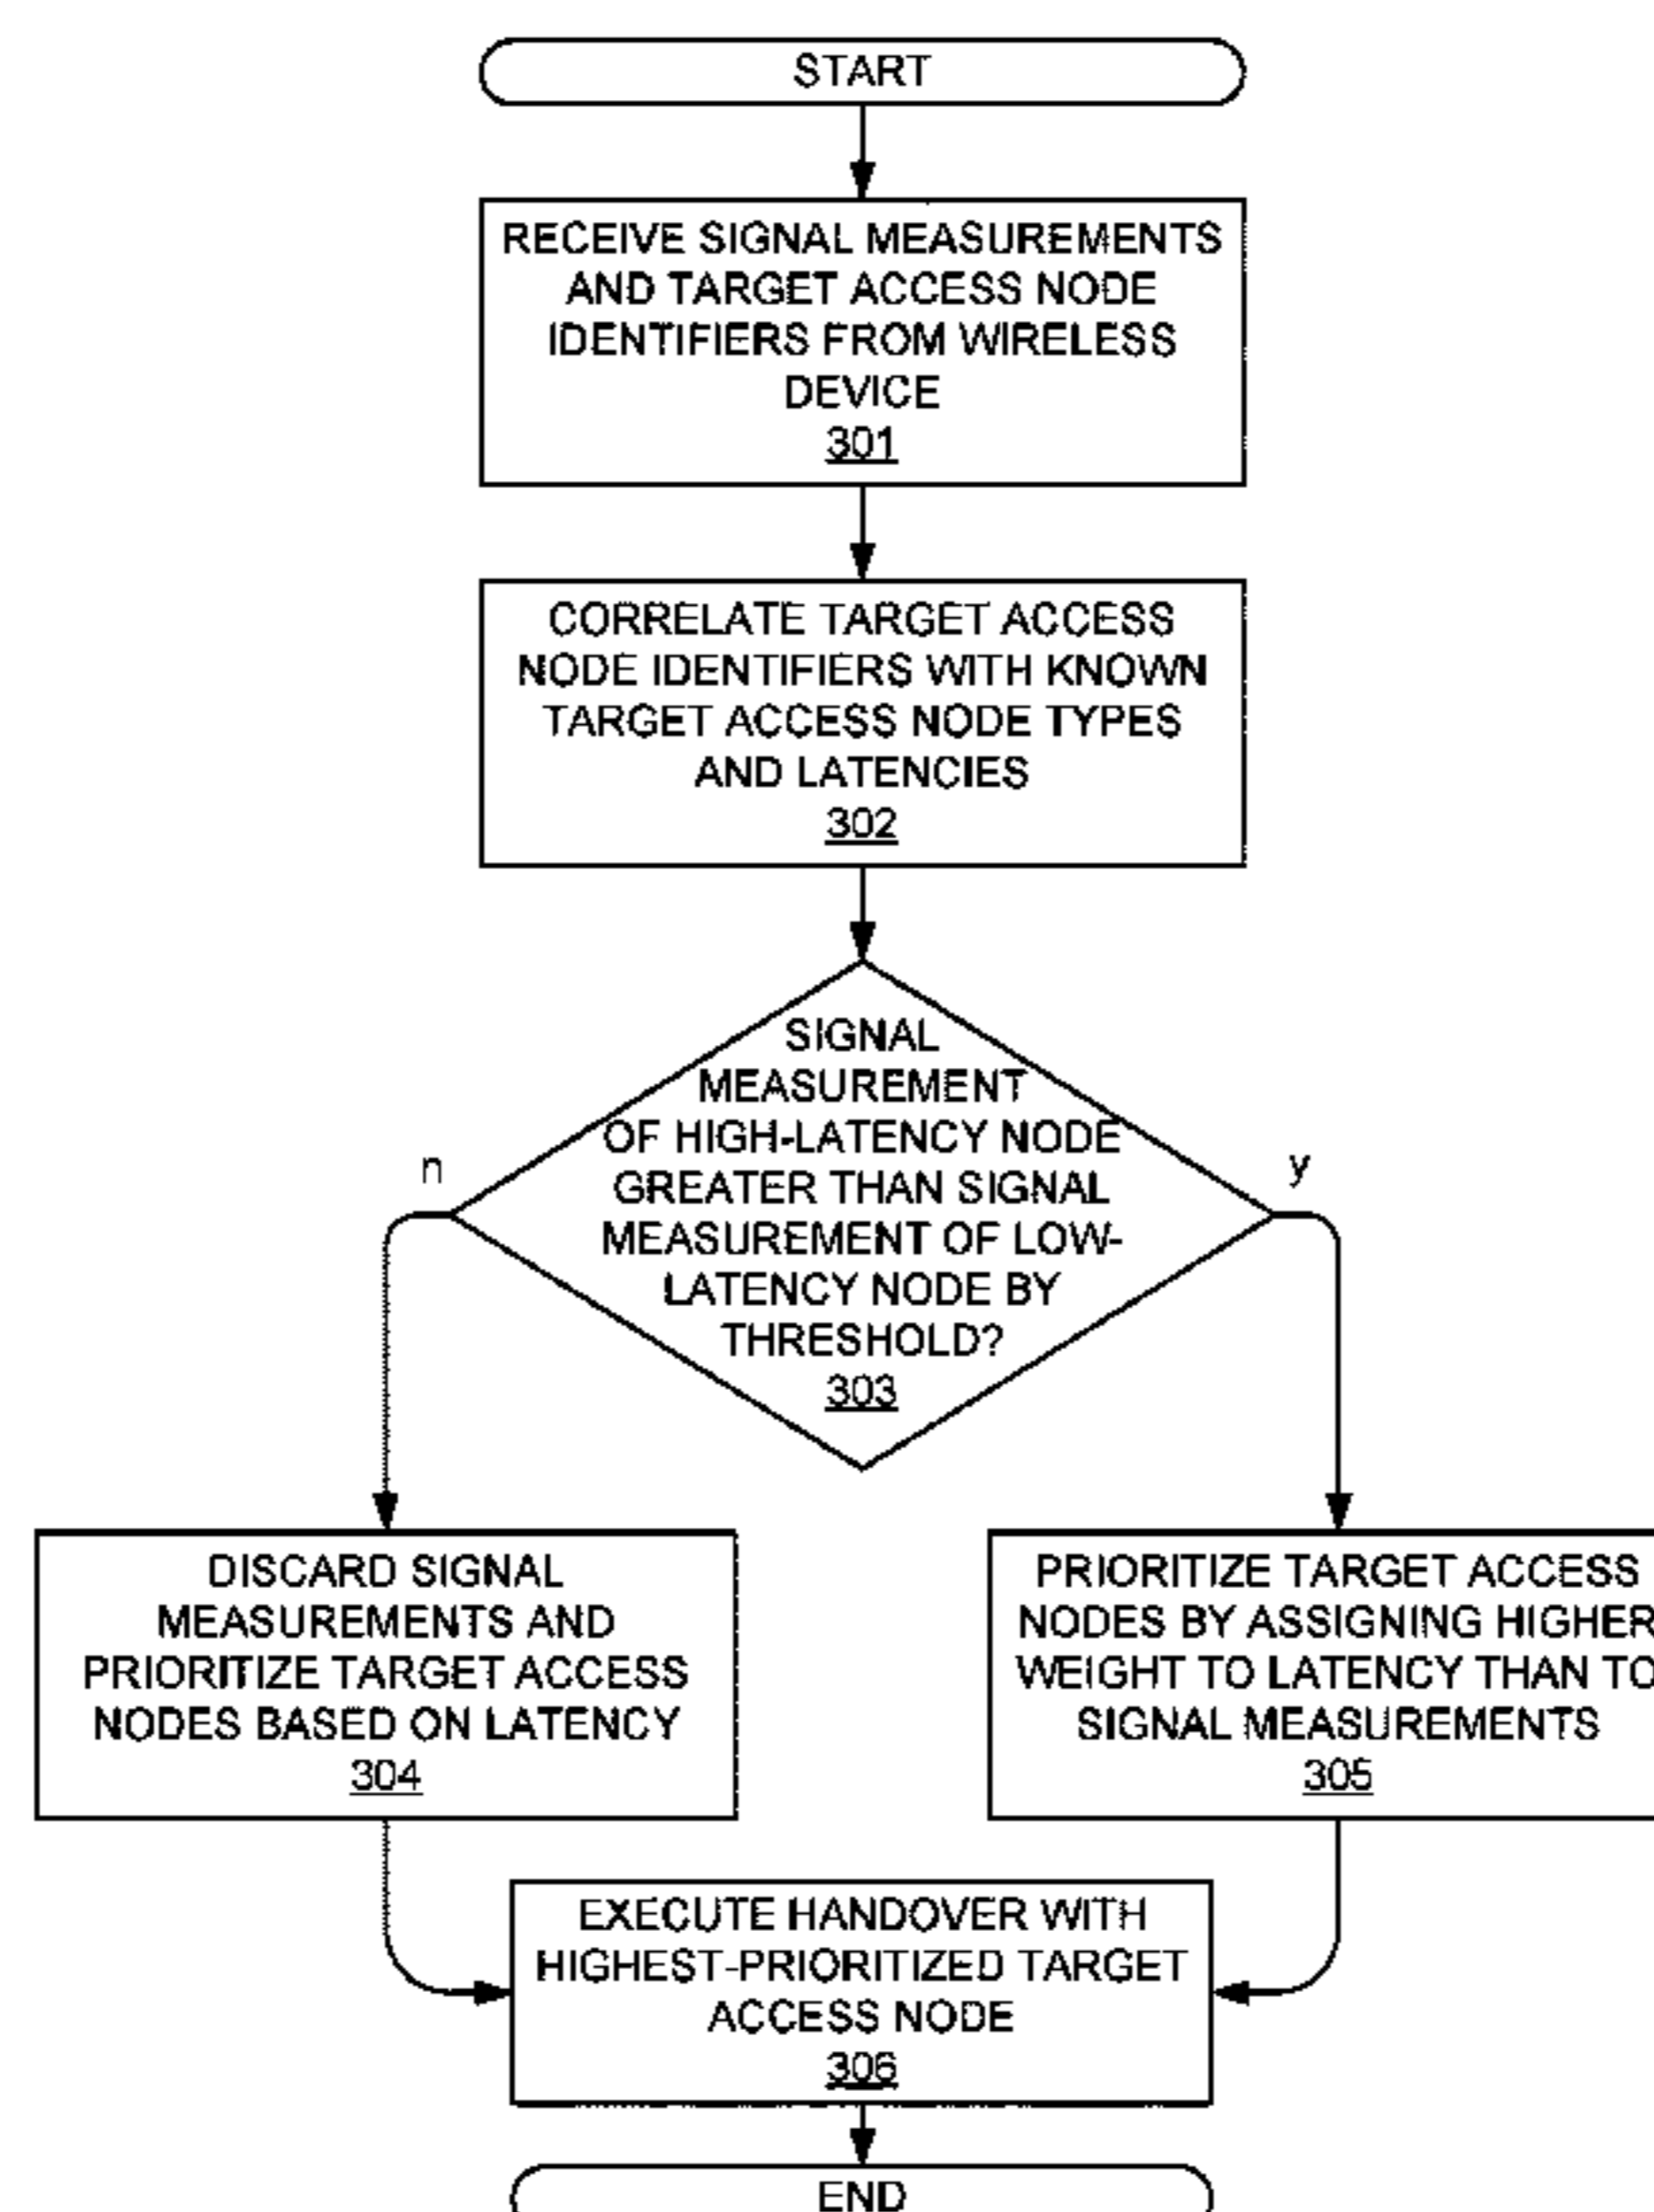 START
RECEIVE SIGNAL MEASUREMENTS
AND TARGET ACCESS NODE
IDENTIFIERS FROM WIRELESS
DEVICE
301
CORRELATE TARGET ACCESS
NODE IDENTIFIERS WITH KNOWN
TARGET ACCESS NODE TYPES
AND LATENCIES
302
SIGNAL
MEASUREMENT
OF HIGH-LATENCY NODE
GREATER THAN SIGNAL
MEASUREMENT OF LOW-
LATENCY NODE BY
THRESHOLD?
303
n
y
DISCARD SIGNAL
MEASUREMENTS AND
PRIORITIZE TARGET ACCESS
NODES BASED ON LATENCY
304
PRIORITIZE TARGET ACCESS
NODES BY ASSIGNING HIGHER
WEIGHT TO LATENCY THAN TO
SIGNAL MEASUREMENTS
305
EXECUTE HANDOVER WITH
HIGHEST-PRIORITIZED TARGET
ACCESS NODE
306
END